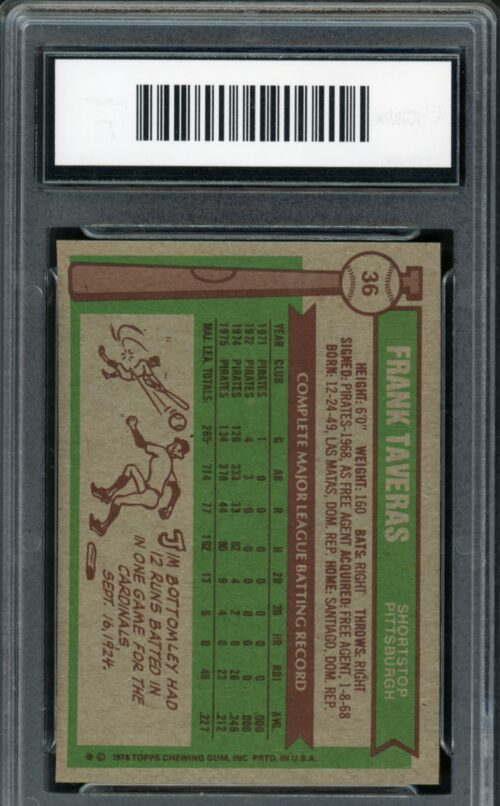 36
FRANK TAVERAS
SHORTSTOP
PITTSBURGH
HEIGHT: 6'0" WEIGHT: 160 BATS: RIGHT THROWS: RIGHT
SIGNED: PIRATES-1968, AS FREE AGENT ACQUIRED: FREE AGENT, 1-8-68
BORN: 12-24-49, LAS MATAS, DOM. REP. HOME: SANTIAGO, DOM. REP.
COMPLETE MAJOR LEAGUE BATTING RECORD
YEAR CLUB G AB R H 2B 3B HR RBI AVG.
1971 PIRATES 1 0 0 0 0 0 0 0 .000
1972 PIRATES 4 3 0 0 0 0 0 0 .000
1974 PIRATES 126 333 33 82 4 2 0 26 .246
1975 PIRATES 134 378 44 80 9 4 0 23 .212
MAJ. LEA. TOTALS: 265 714 77 162 13 6 0 49 .227
JIM BOTTOMLEY HAD
12 RUNS BATTED IN
IN ONE GAME FOR THE
CARDINALS,
SEPT. 16, 1924.
* © 1976 TOPPS CHEWING GUM, INC. PRTD. IN U.S.A.